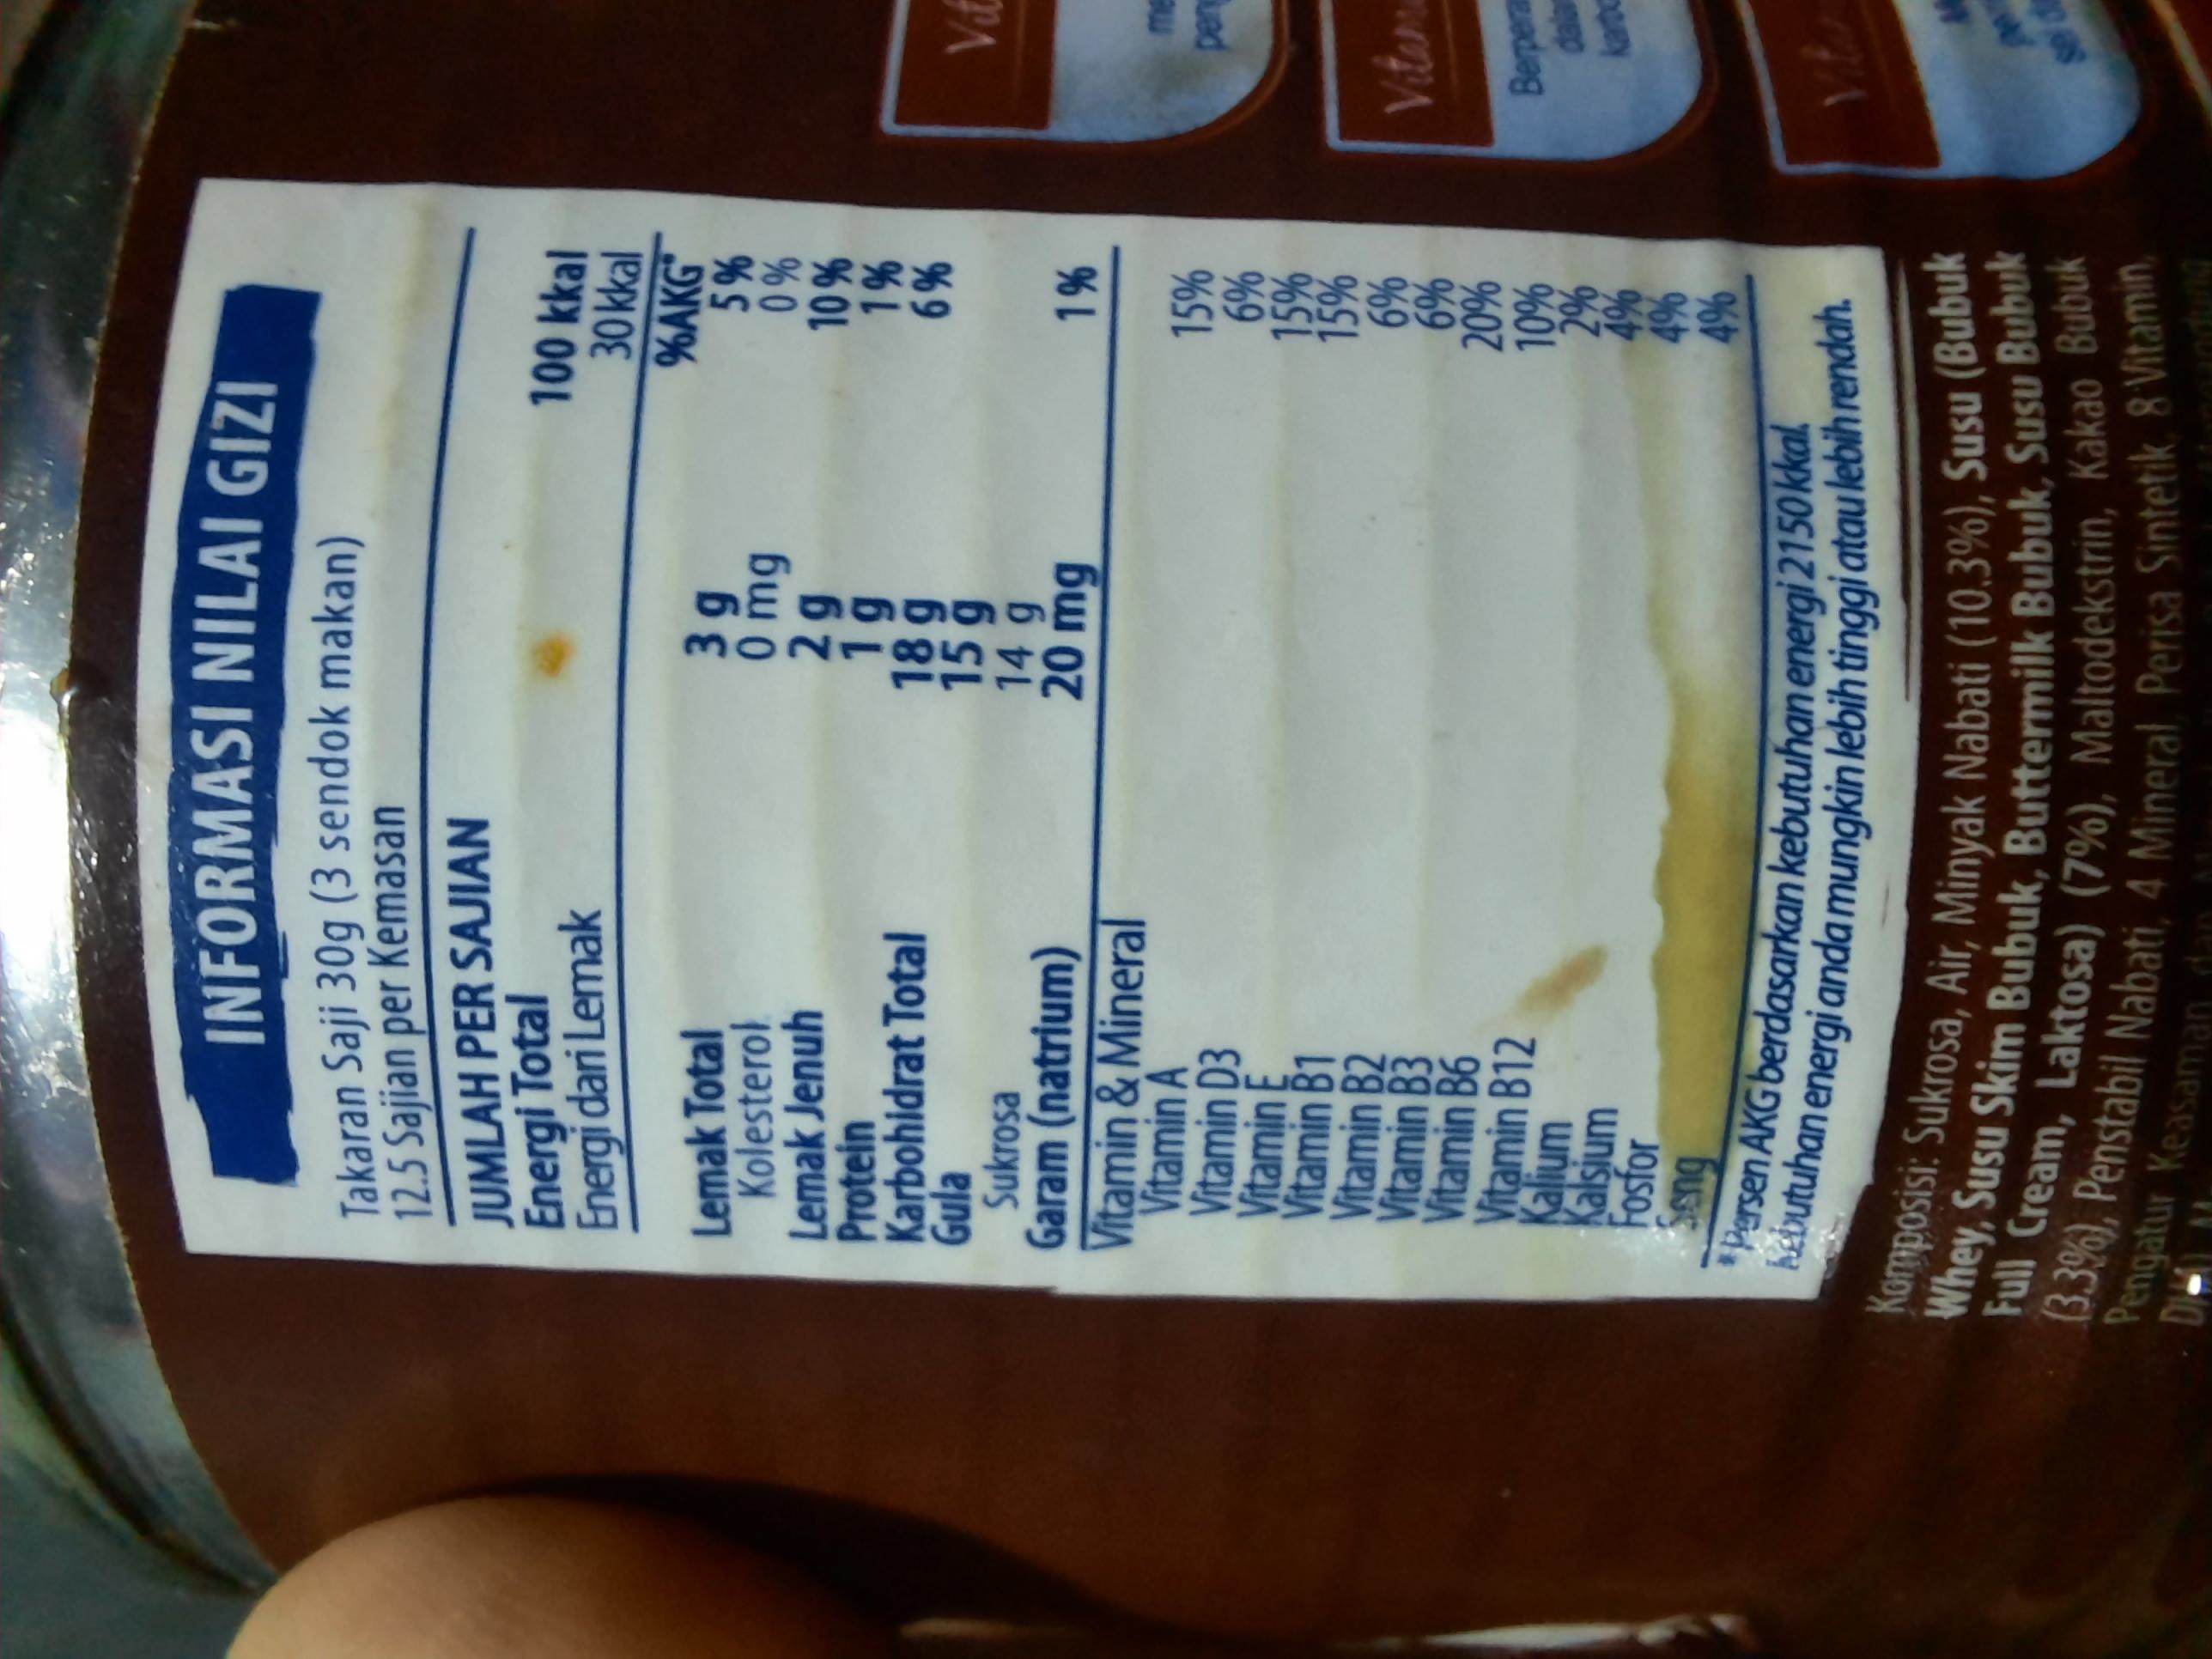 INFORMASI NILAI GIZI
Takaran Saji 30g (3 sendok makan)
12.5 Sajian per Kemasan
JUMLAH PER SAJIAN
Energi Total 100 kkal
Energi dari Lemak 30 kkal
%AKG*
Lemak Total 3 g 5 %
Kolesterol 0 mg 0 %
Lemak Jenuh 2 g 10 %
Protein 1 g 1 %
Karbohidrat Total 18 g 6 %
Gula 15 g
Sukrosa 14 g
Garam (natrium) 20 mg 1 %
Vitamin & Mineral
Vitamin A 15%
Vitamin D3 6%
Vitamin E 15%
Vitamin B1 15%
Vitamin B2 6%
Vitamin B3 6%
Vitamin B6 20%
Vitamin B12 10%
Kalium 2%
Kalsium 4%
Fosfor 4%
Seng 4%
*Persen AKG berdasarkan kebutuhan energi 2150 kkal.
kebutuhan energi anda mungkin lebih tinggi atau lebih rendah.
Komposisi: Sukrosa, Air, Minyak Nabati (10.3%), Susu (Bubuk
Whey, Susu Skim Bubuk, Buttermilk Bubuk, Susu Bubuk
Full Cream, Laktosa) (7%), Maltodekstrin, Kakao Bubuk
(3.3%), Penstabil Nabati, 4 Mineral, Perisa Sintetik, 8 Vitamin,
Pengatur Keasaman dan